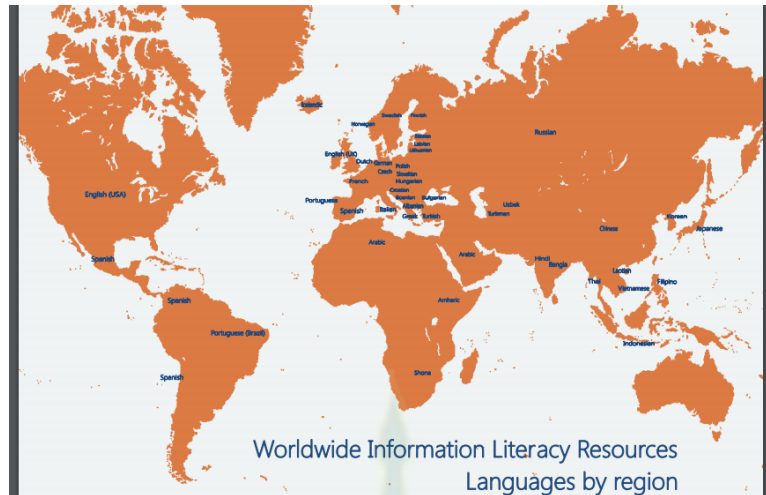 Icelandic
Swedish
Finnish
Norwegian
Russian
Estonian
Latvian
Lithuanian
English (UK)
Dutch
German
Polish
Czech
Slovakian
French
Hungarian
English (USA)
Croatian
Bosnian
Bulgarian
Portuguese
Spanish
Italian
Albanian
Uzbek
Turkmen
Greek
Turkish
Korean
Chinese
Japanese
Arabic
Arabic
Spanish
Hindi
Bangla
Laotish
Thai
Vietnamese
Filipino
Spanish
Amharic
Portuguese (Brazil)
Indonesian
Spanish
Shona
Worldwide Information Literacy Resources
Languages by region